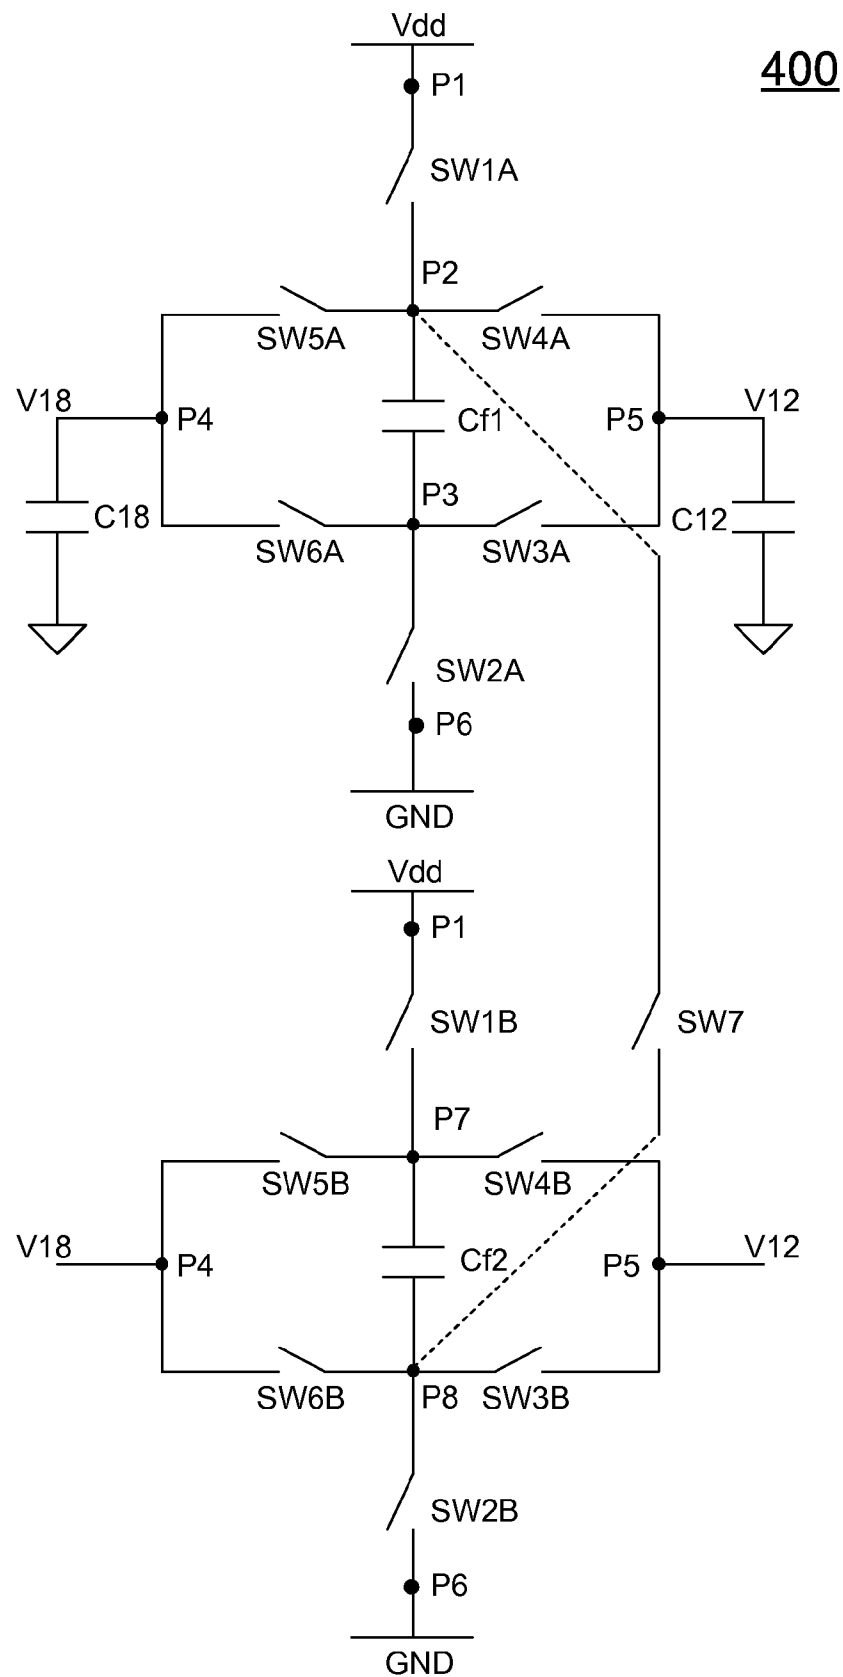 Vdd
400
P1
SW1A
P2
SW5A SW4A
V18 P4 Cf1 P5 V12
P3
C18 C12
SW6A SW3A
SW2A
P6
GND
Vdd
P1
SW1B SW7
P7
SW5B SW4B
V18 P4 Cf2 P5 V12
SW6B P8 SW3B
SW2B
P6
GND